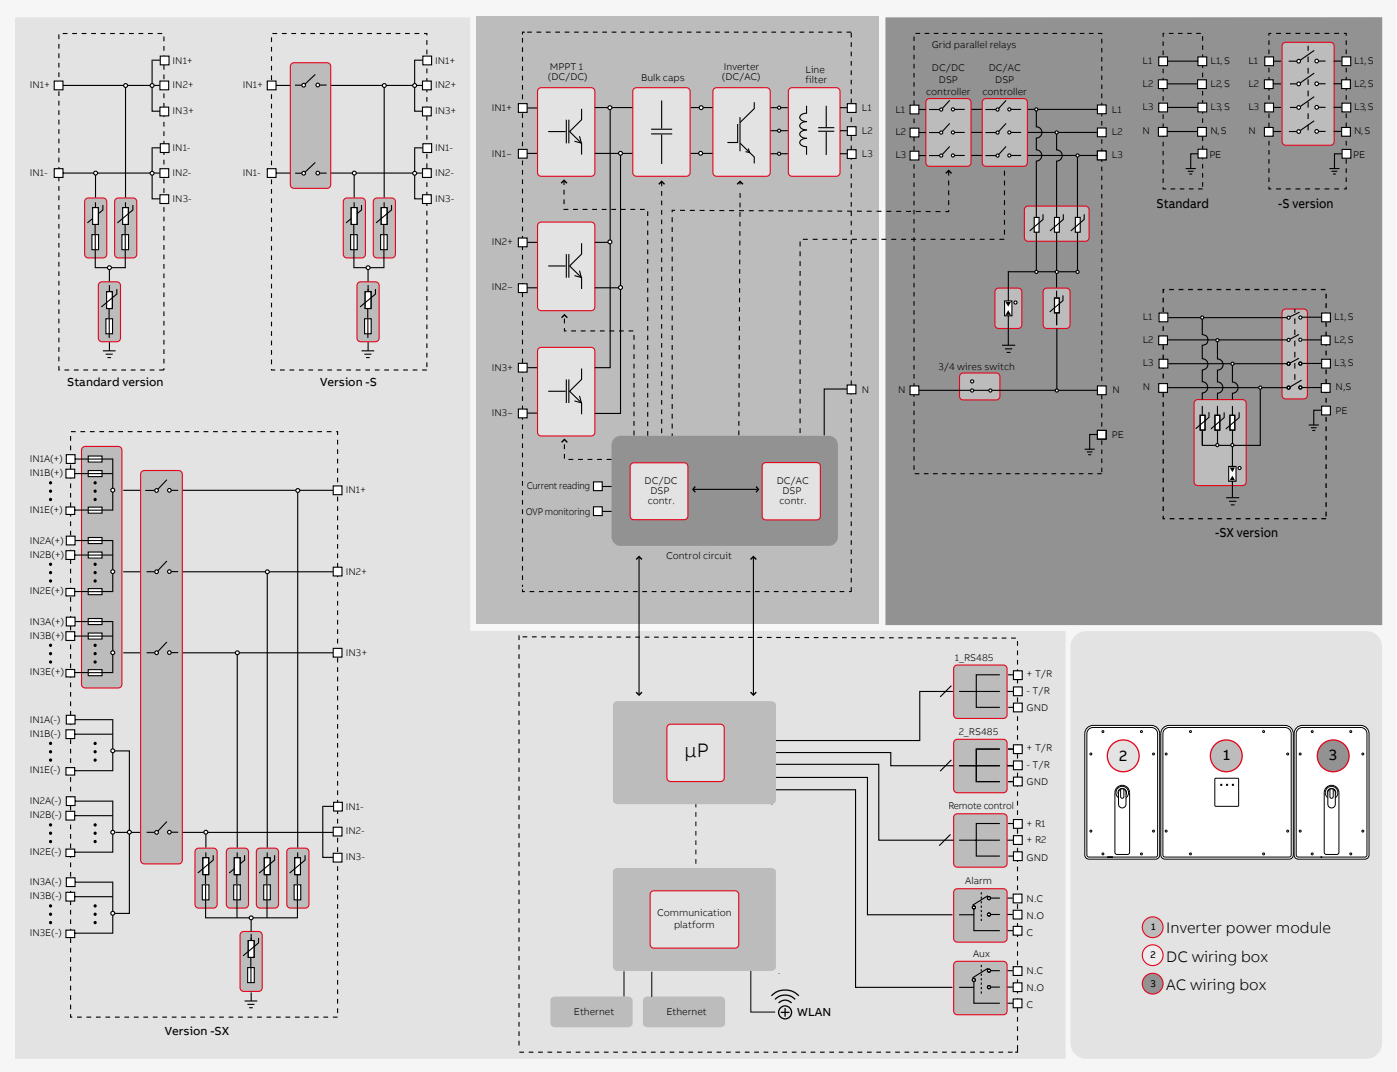 IN1+
IN1-
IN1+
IN2+
IN3+
IN1-
IN2-
IN3-
Standard version
IN1+
IN1-
IN1+
IN2+
IN3+
IN1-
IN2-
IN3-
Version -S
IN1A(+)
IN1B(+)
IN1E(+)
IN2A(+)
IN2B(+)
IN2E(+)
IN3A(+)
IN3B(+)
IN3E(+)
IN1A(-)
IN1B(-)
IN1E(-)
IN2A(-)
IN2B(-)
IN2E(-)
IN3A(-)
IN3B(-)
IN3E(-)
IN1+
IN2+
IN3+
IN1-
IN2-
IN3-
Version -SX
MPPT 1
(DC/DC)
Bulk caps
Inverter
(DC/AC)
Line
filter
IN1+
IN1–
IN2+
IN2–
IN3+
IN3–
L1
L2
L3
N
Current reading
OVP monitoring
DC/DC
DSP
contr.
DC/AC
DSP
contr.
Control circuit
Grid parallel relays
DC/DC
DSP
controller
DC/AC
DSP
controller
L1
L2
L3
L1
L2
L3
3/4 wires switch
N
N
PE
L1
L2
L3
N
L1, S
L2, S
L3, S
N, S
PE
Standard
L1
L2
L3
N
L1, S
L2, S
L3, S
N, S
PE
-S version
L1
L2
L3
N
L1, S
L2, S
L3, S
N,S
PE
-SX version
µP
Communication
platform
Ethernet
Ethernet
WLAN
1_RS485
+ T/R
- T/R
GND
2_RS485
+ T/R
- T/R
GND
Remote control
+ R1
+ R2
GND
Alarm
N.C
N.O
C
Aux
N.C
N.O
C
2
1
3
1 Inverter power module
2 DC wiring box
3 AC wiring box